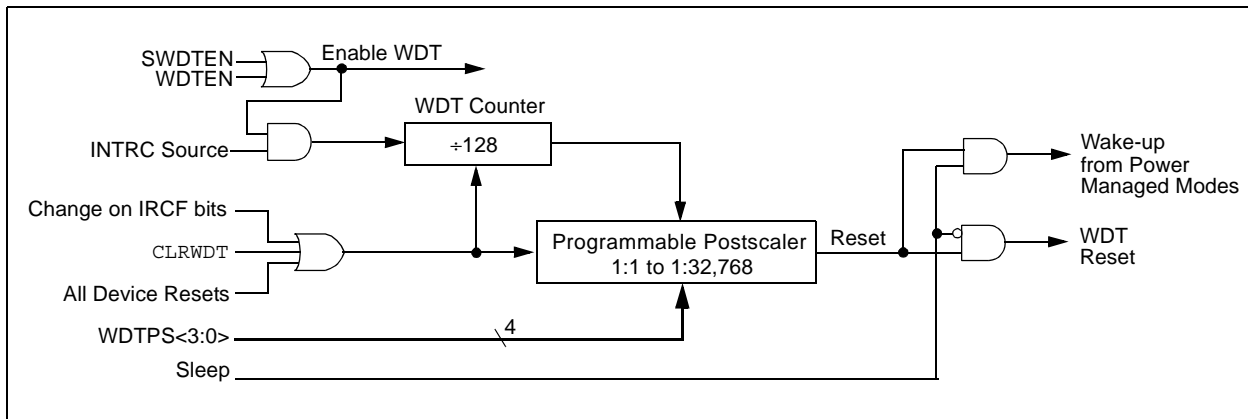 SWDTEN
WDTEN
Enable WDT
WDT Counter
÷128
INTRC Source
Change on IRCF bits
CLRWDT
All Device Resets
Programmable Postscaler
1:1 to 1:32,768
Reset
Wake-up
from Power
Managed Modes
WDT
Reset
WDTPS<3:0>
4
Sleep